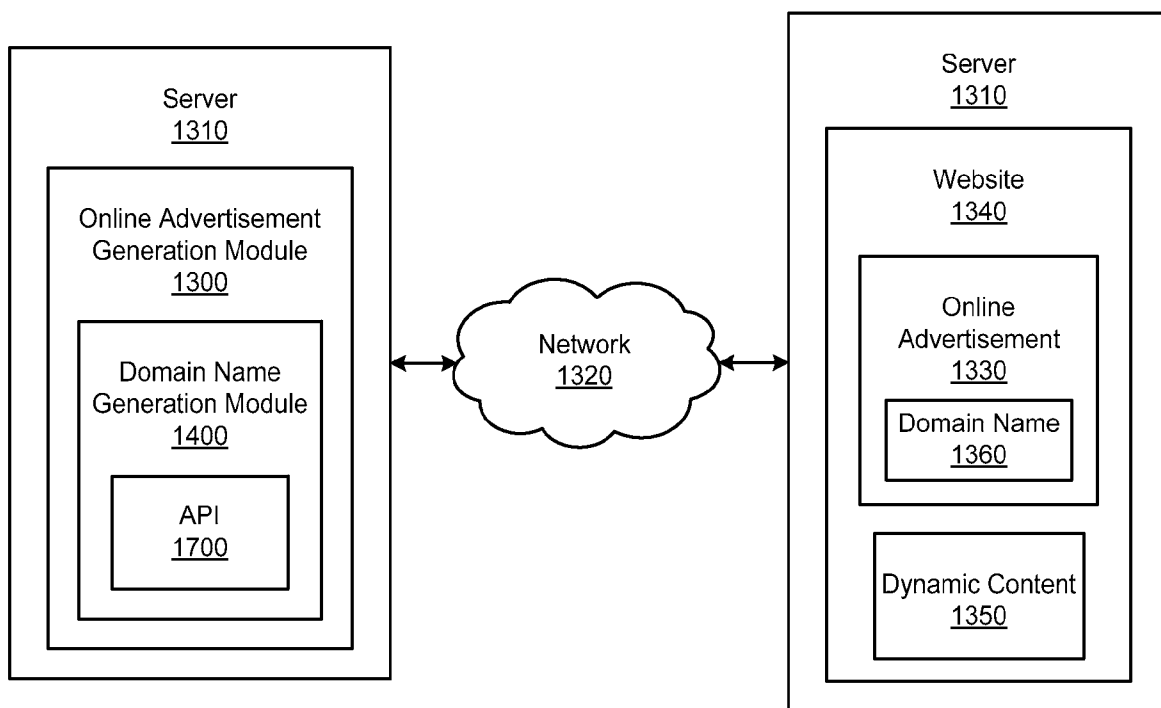 Server
1310
Online Advertisement
Generation Module
1300
Domain Name
Generation Module
1400
API
1700
Network
1320
Server
1310
Website
1340
Online
Advertisement
1330
Domain Name
1360
Dynamic Content
1350